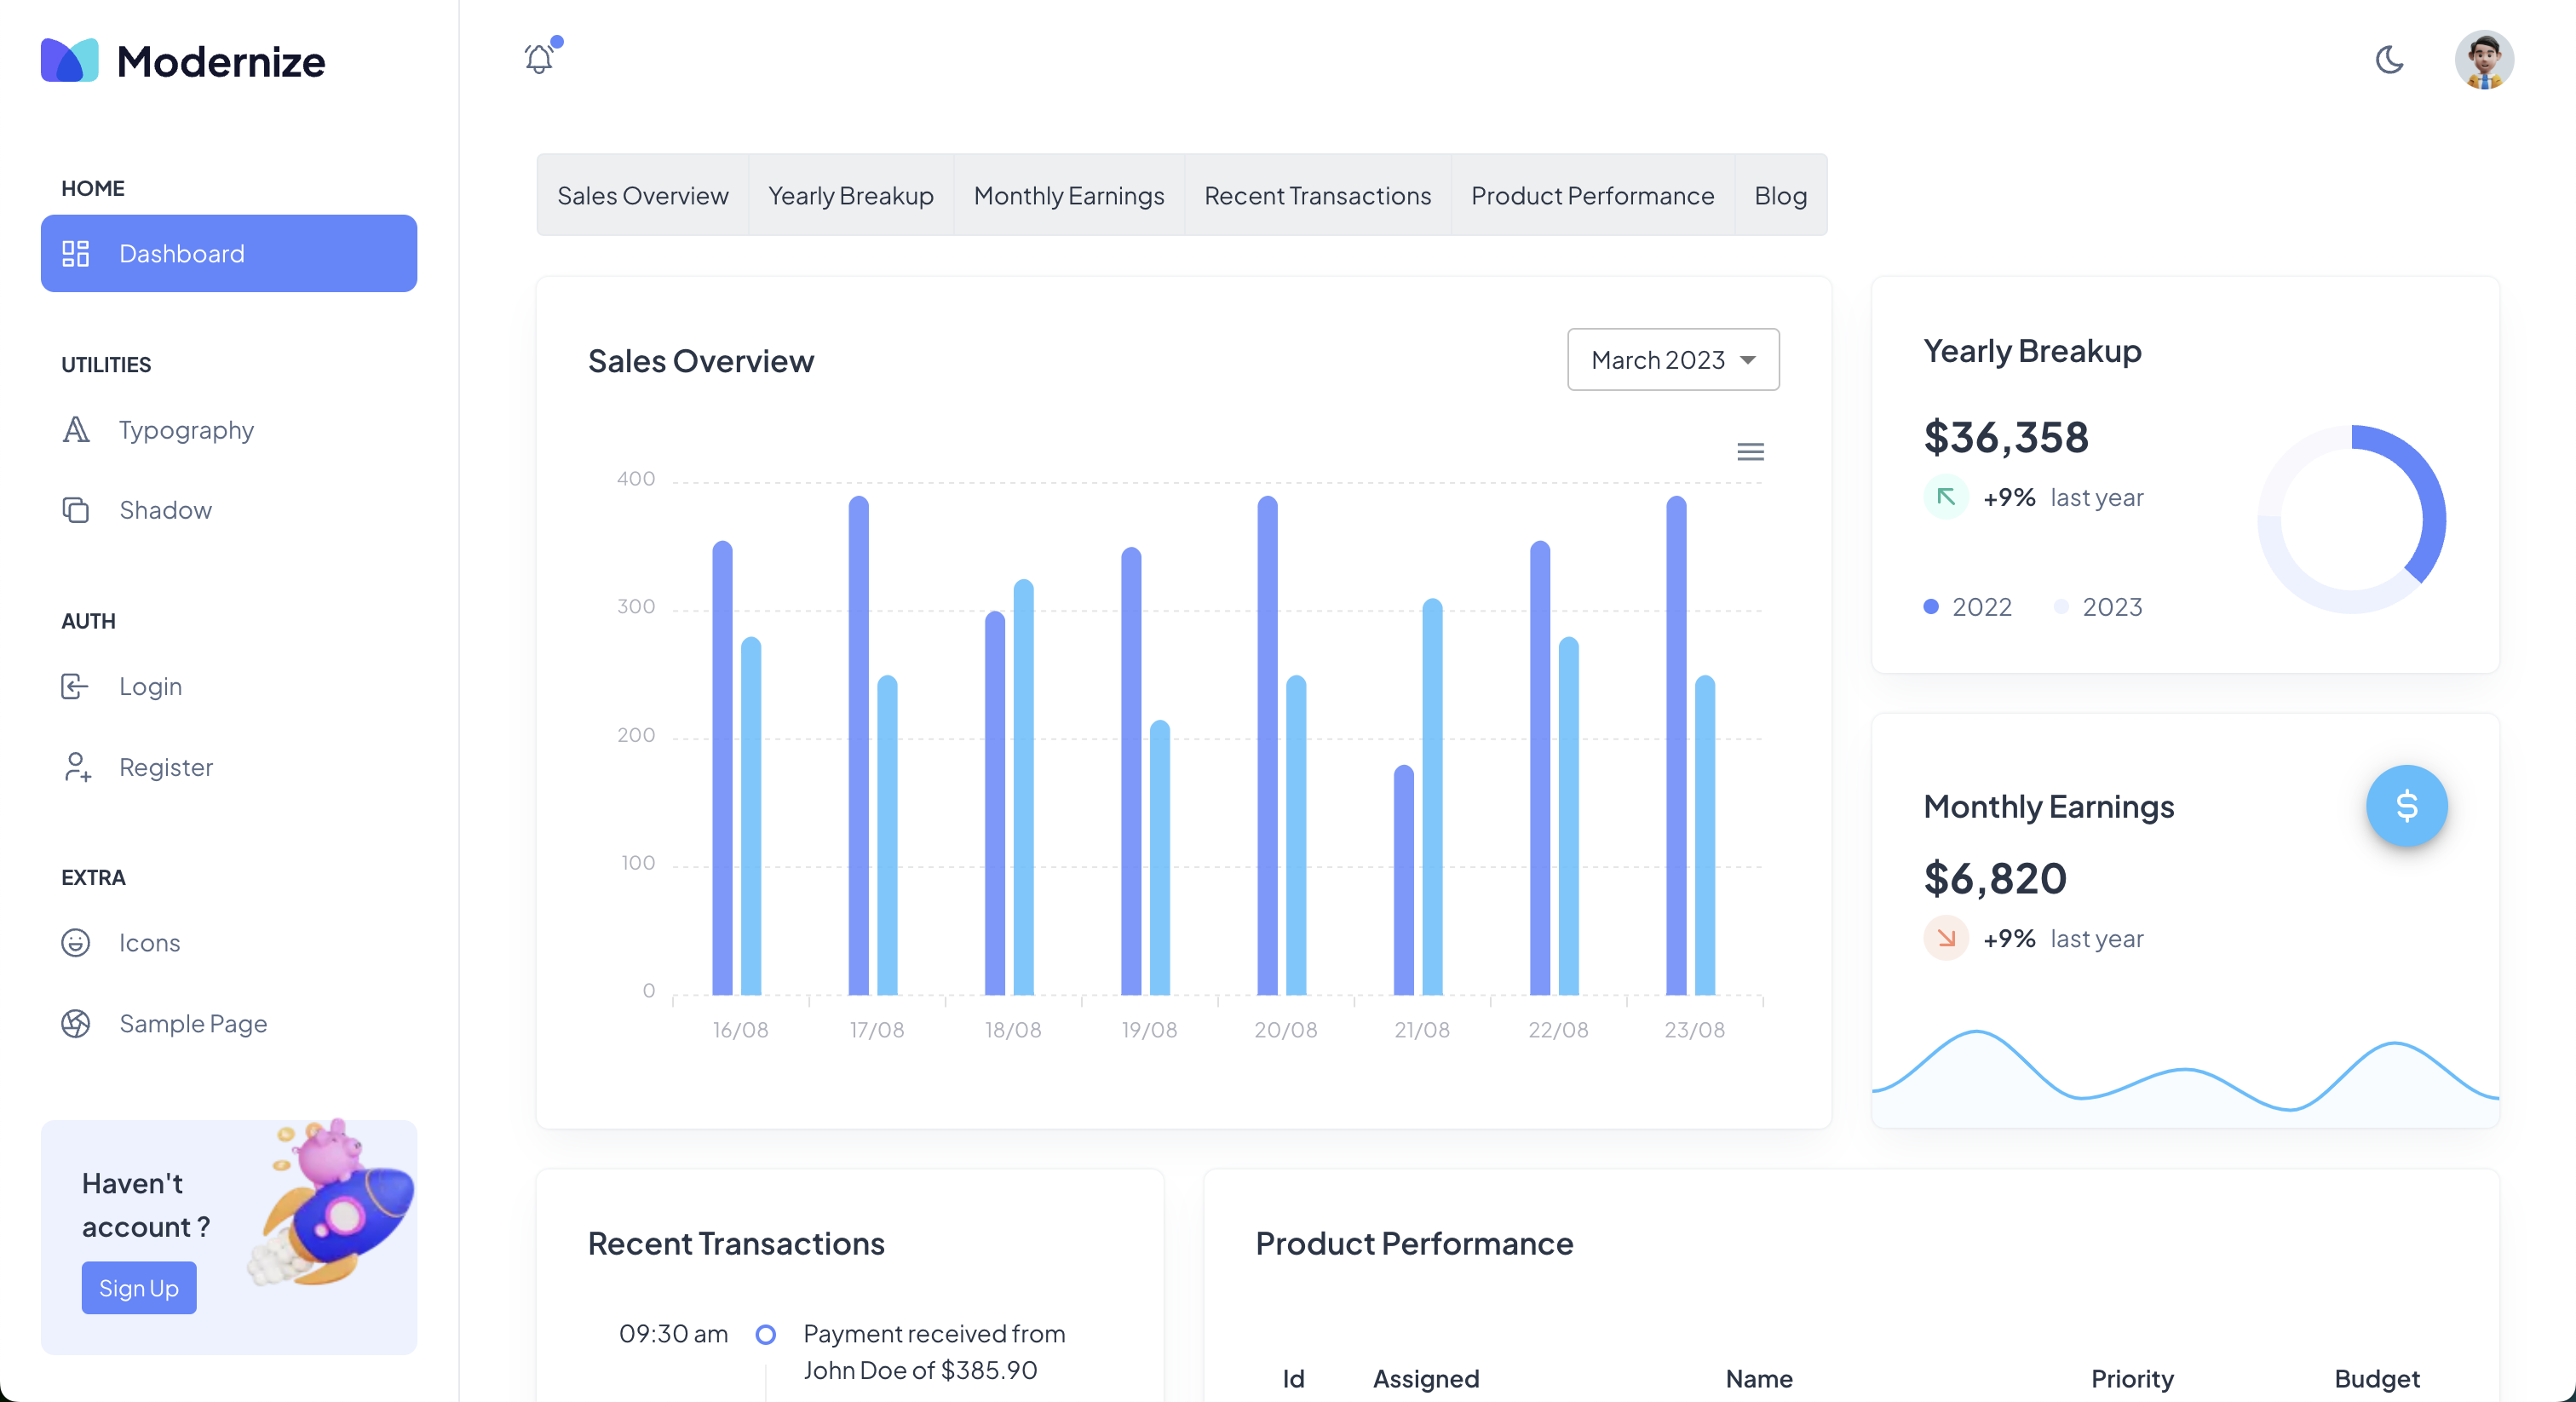 Modernize
HOME
Dashboard
UTILITIES
Typography
Shadow
AUTH
Login
Register
EXTRA
Icons
Sample Page
Haven't
account ?
Sign Up
Sales Overview Yearly Breakup Monthly Earnings Recent Transactions Product Performance Blog
Sales Overview
March 2023
400
300
200
100
0
16/08 17/08 18/08 19/08 20/08 21/08 22/08 23/08
Yearly Breakup
$36,358
+9% last year
2022 2023
Monthly Earnings
$
$6,820
+9% last year
Recent Transactions
09:30 am Payment received from
John Doe of $385.90
Product Performance
Id Assigned Name Priority Budget